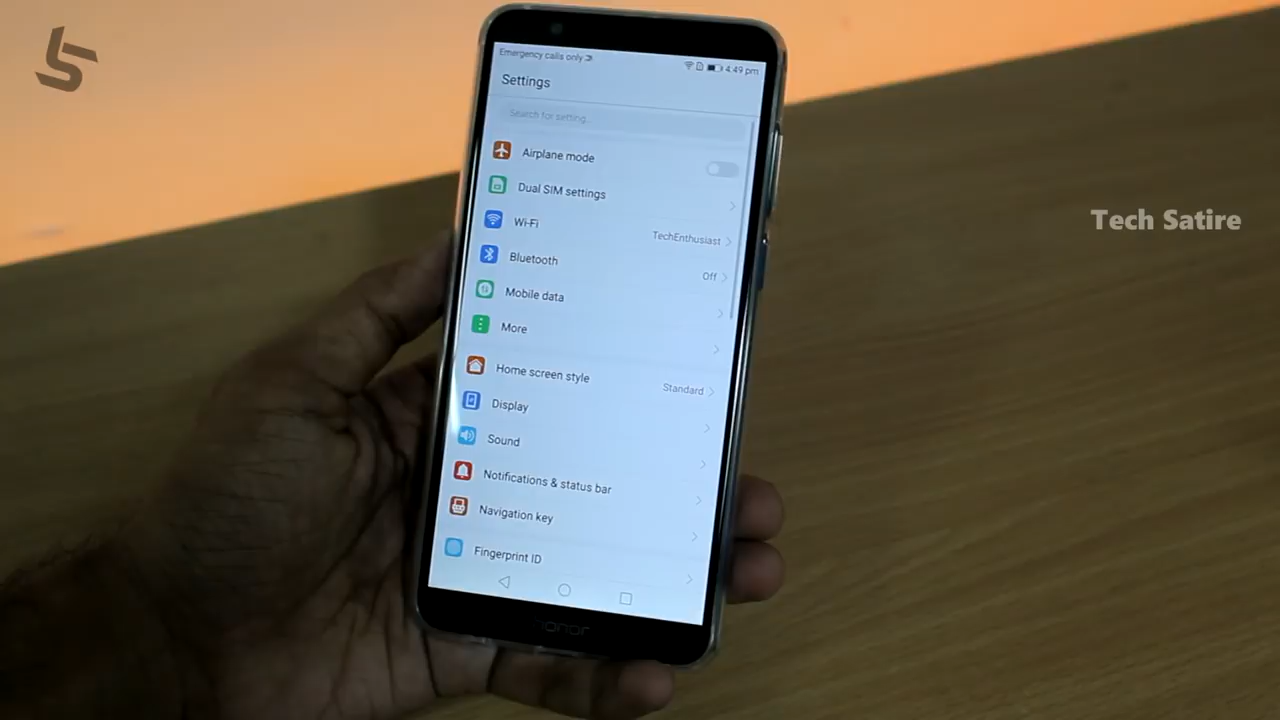 Emergency calls only
4:49 pm
Settings
Search for setting...
Airplane mode
Dual SIM settings
Wi-Fi
TechEnthusiast
Bluetooth
Off
Mobile data
More
Home screen style
Standard
Display
Sound
Notifications & status bar
Navigation key
Fingerprint ID
honor
Tech Satire